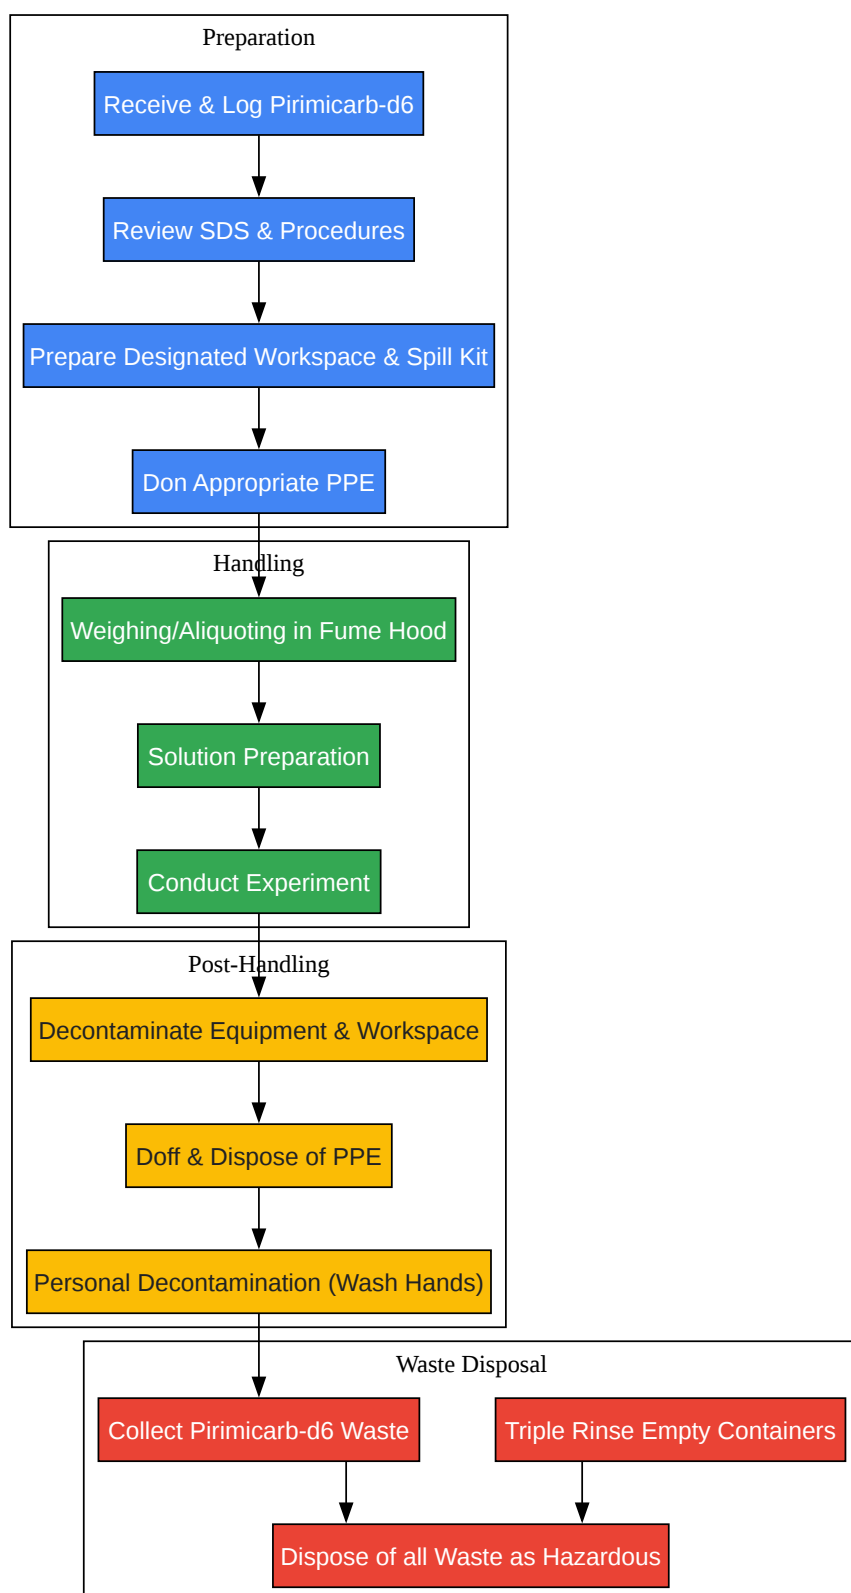 Preparation
Receive & Log Pirimicarb-d6
Review SDS & Procedures
Prepare Designated Workspace & Spill Kit
Don Appropriate PPE
Handling
Weighing/Aliquoting in Fume Hood
Solution Preparation
Conduct Experiment
Post-Handling
Decontaminate Equipment & Workspace
Doff & Dispose of PPE
Personal Decontamination (Wash Hands)
Waste Disposal
Collect Pirimicarb-d6 Waste
Triple Rinse Empty Containers
Dispose of all Waste as Hazardous